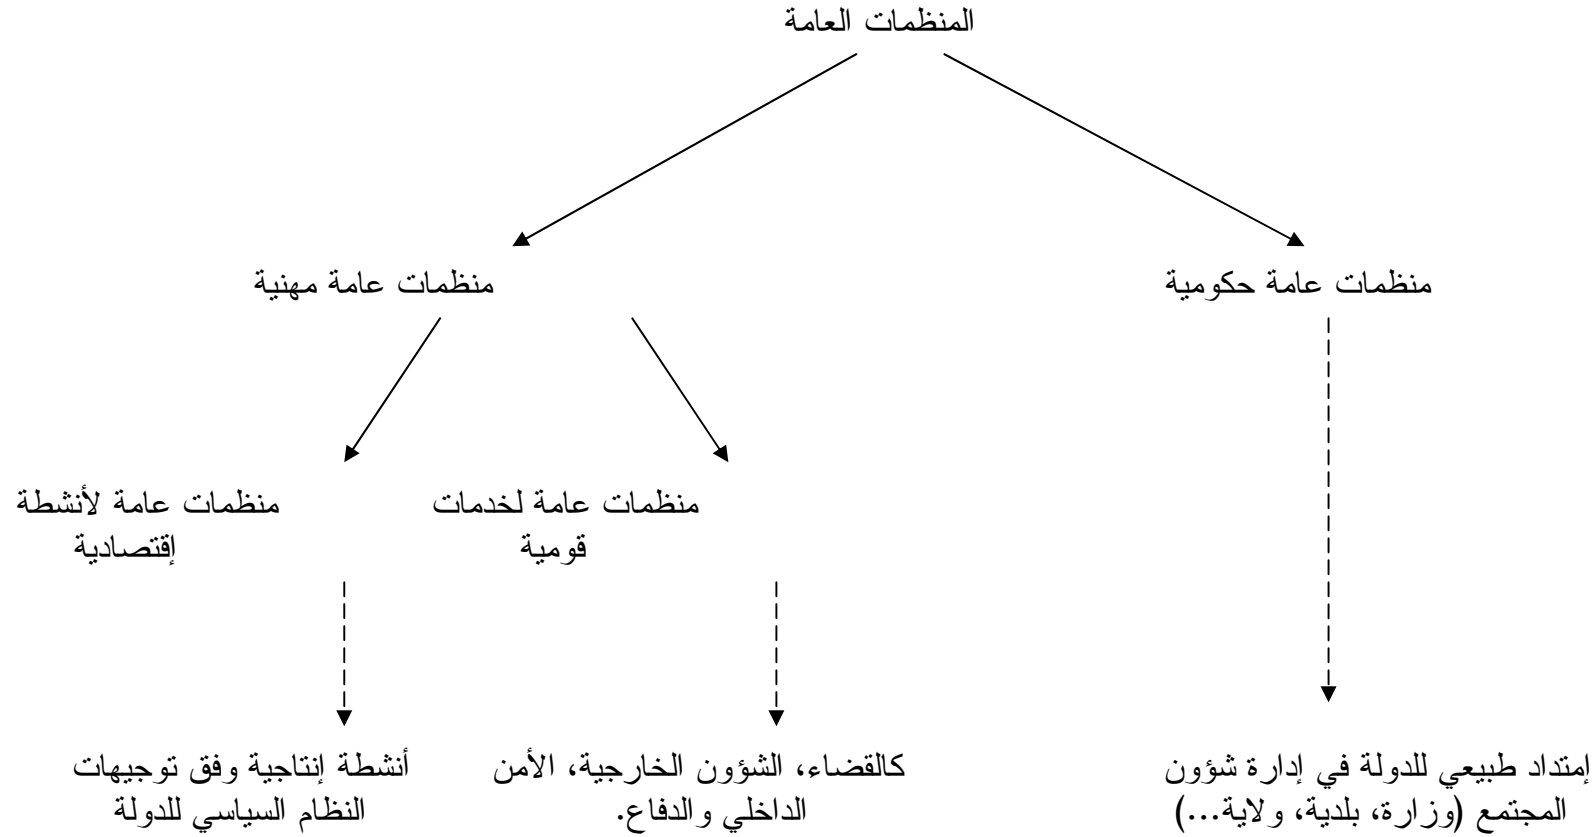 المنظمات العامة
منظمات عامة حكومية
منظمات عامة مهنية
منظمات عامة لخدمات
قومية
منظمات عامة لأنشطة
إقتصادية
إمتداد طبيعي للدولة في إدارة شؤون
المجتمع (وزارة، بلدية، ولاية...)
كالقضاء، الشؤون الخارجية، الأمن
الداخلي والدفاع.
أنشطة إنتاجية وفق توجيهات
النظام السياسي للدولة